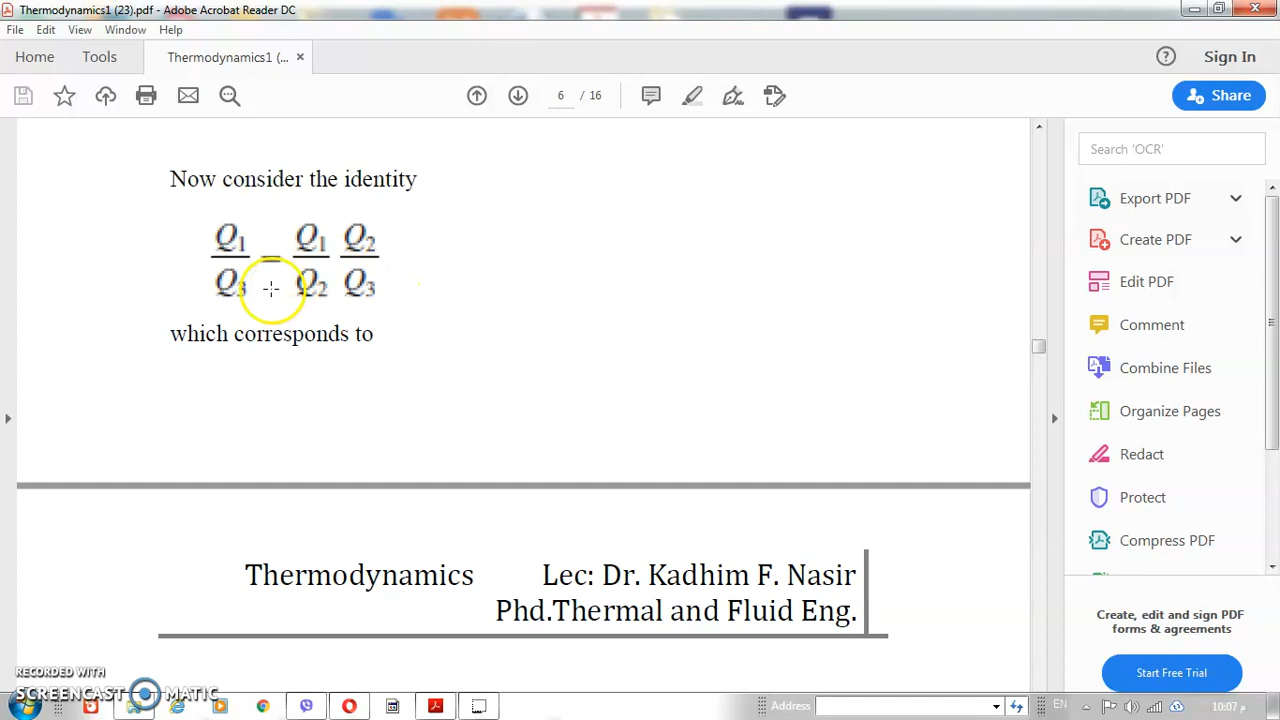 Thermodynamics1 (23).pdf - Adobe Acrobat Reader DC
File Edit View Window Help
Home Tools Thermodynamics1 (... × Sign In
6 / 16 Share
Now consider the identity
Q1 = Q1 Q2
Q3 Q2 Q3
which corresponds to
Thermodynamics Lec: Dr. Kadhim F. Nasir
Phd.Thermal and Fluid Eng.
Search 'OCR'
Export PDF
Create PDF
Edit PDF
Comment
Combine Files
Organize Pages
Redact
Protect
Compress PDF
Create, edit and sign PDF
forms & agreements
Start Free Trial
RECORDED WITH
SCREENCAST MATIC
Address EN 10:07 م